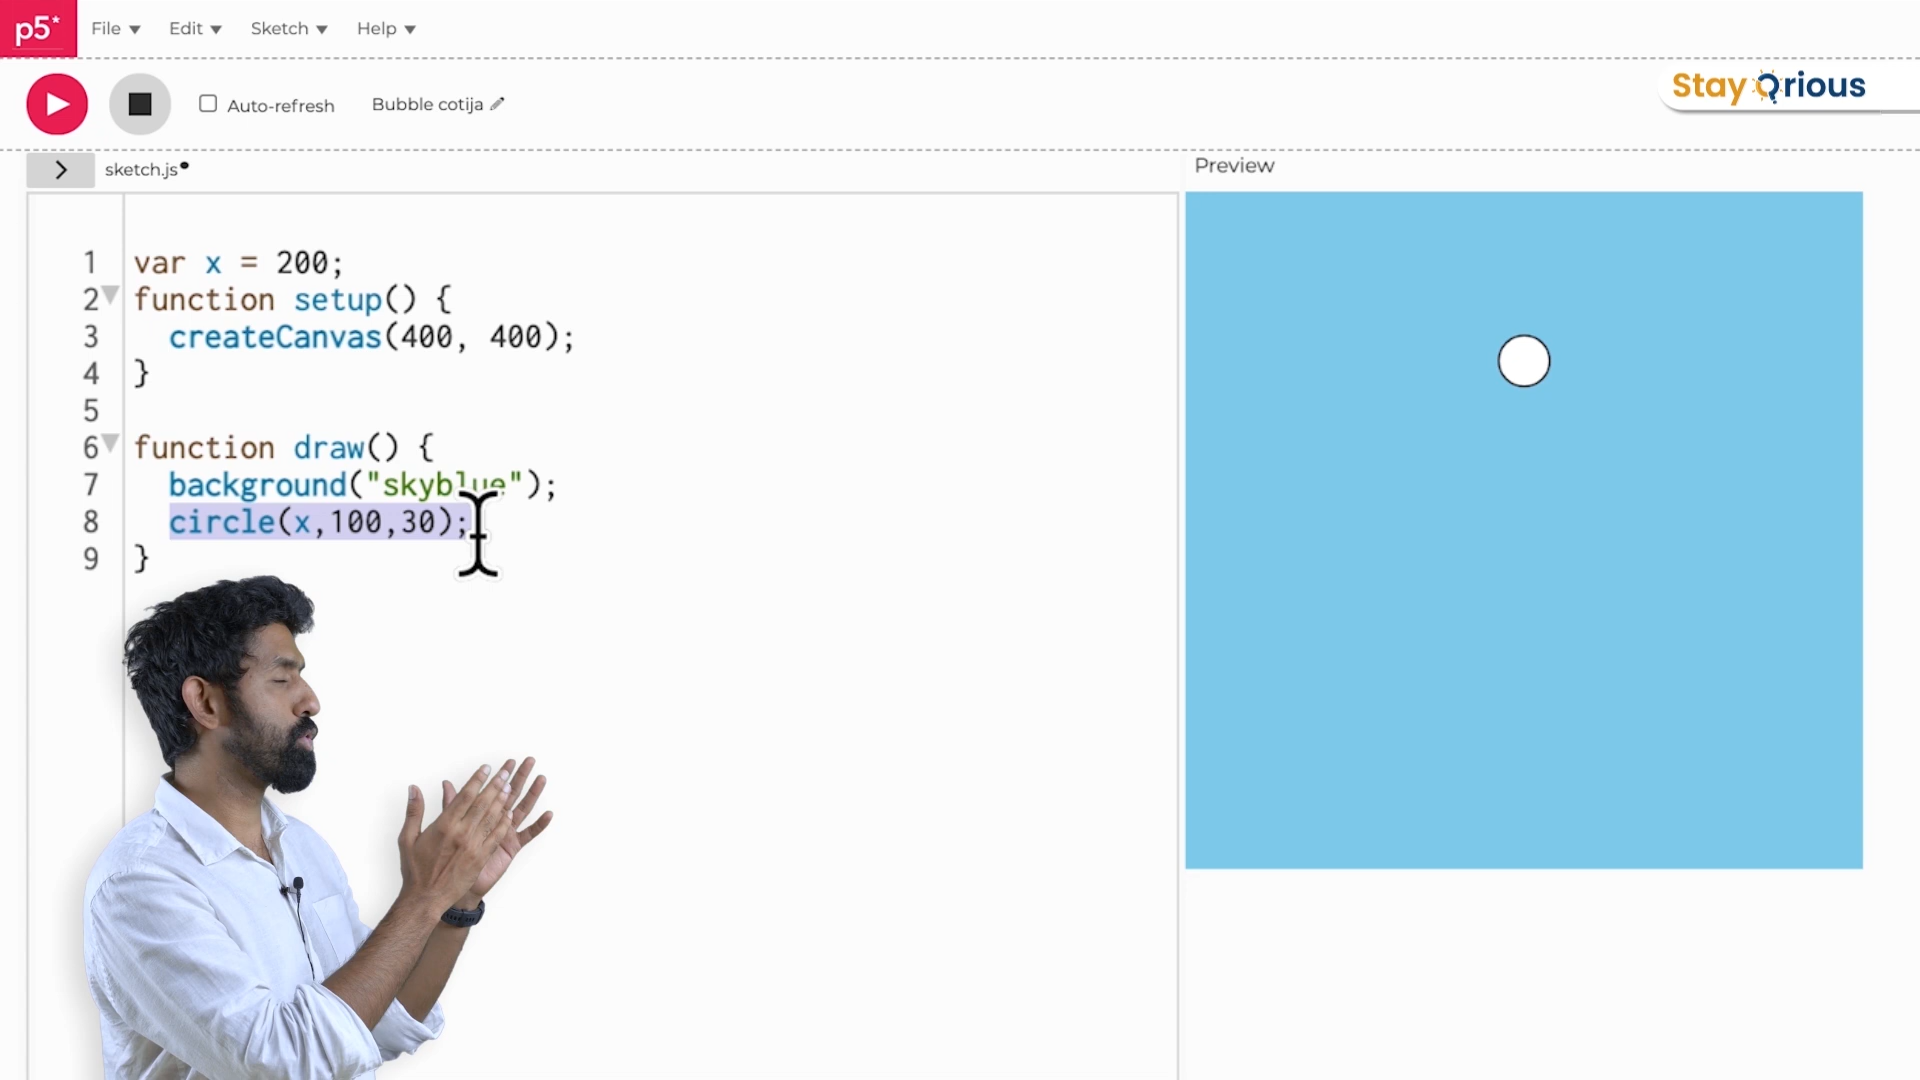 p5* File Edit Sketch Help
Auto-refresh Bubble cotija
Stay Qrious
> sketch.js•
Preview
1 var x = 200;
2 function setup() {
3 createCanvas(400, 400);
4 }
5
6 function draw() {
7 background("skyblue");
8 circle(x,100,30);
9 }